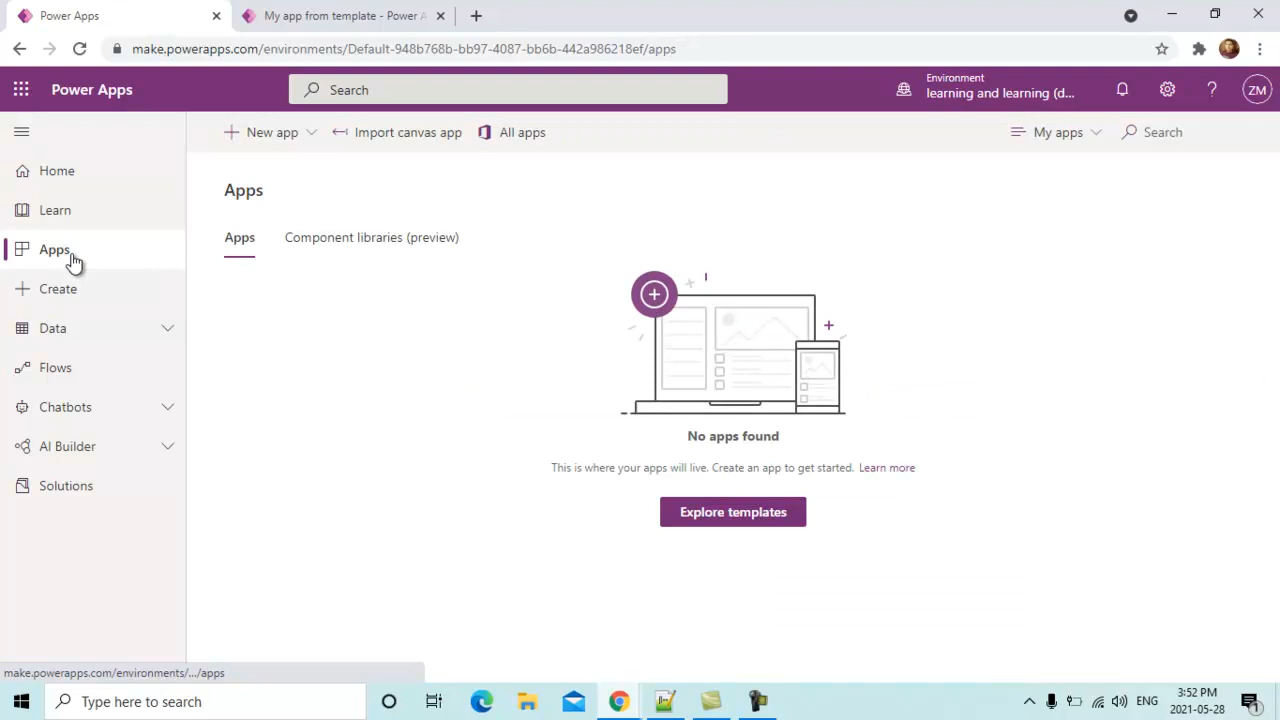 Power Apps
My app from template - Power A
make.powerapps.com/environments/Default-948b768b-bb97-4087-bb6b-442a986218ef/apps
Power Apps
Search
Environment
learning and learning (d...
ZM
New app
Import canvas app
All apps
My apps
Search
Home
Learn
Apps
Create
Data
Flows
Chatbots
AI Builder
Solutions
Apps
Apps
Component libraries (preview)
No apps found
This is where your apps will live. Create an app to get started. Learn more
Explore templates
make.powerapps.com/environments/.../apps
Type here to search
ENG
3:52 PM
2021-05-28
1